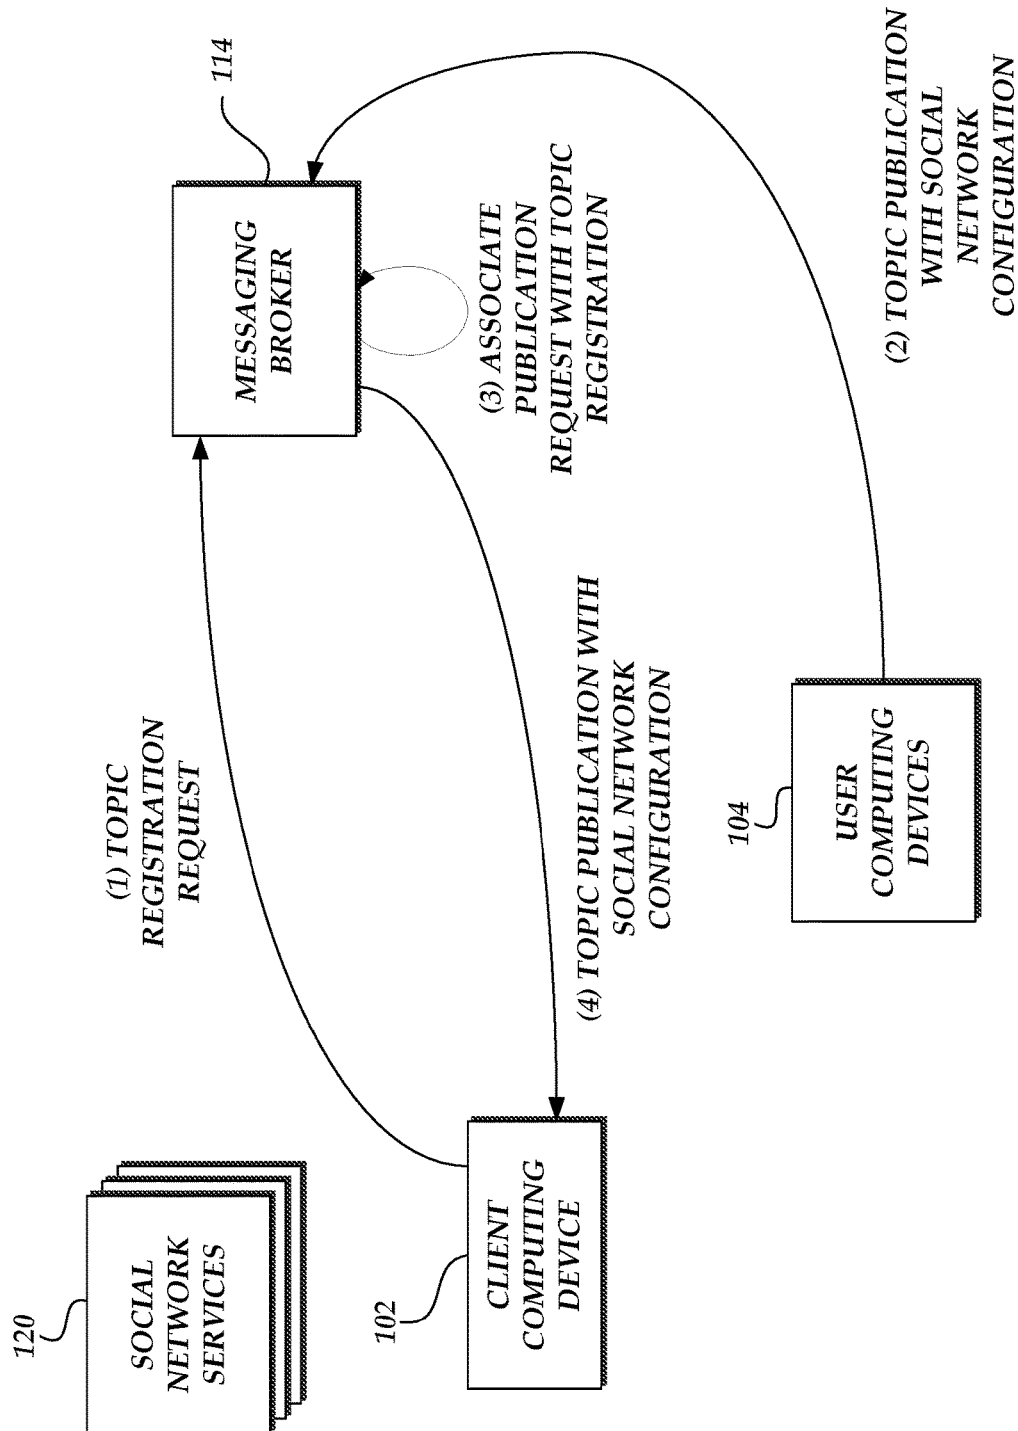 120
SOCIAL
NETWORK
SERVICES
(1) TOPIC
REGISTRATION
REQUEST
114
MESSAGING
BROKER
102
CLIENT
COMPUTING
DEVICE
(3) ASSOCIATE
PUBLICATION
REQUEST WITH TOPIC
REGISTRATION
(4) TOPIC PUBLICATION WITH
SOCIAL NETWORK
CONFIGURATION
104
USER
COMPUTING
DEVICES
(2) TOPIC PUBLICATION
WITH SOCIAL
NETWORK
CONFIGURATION